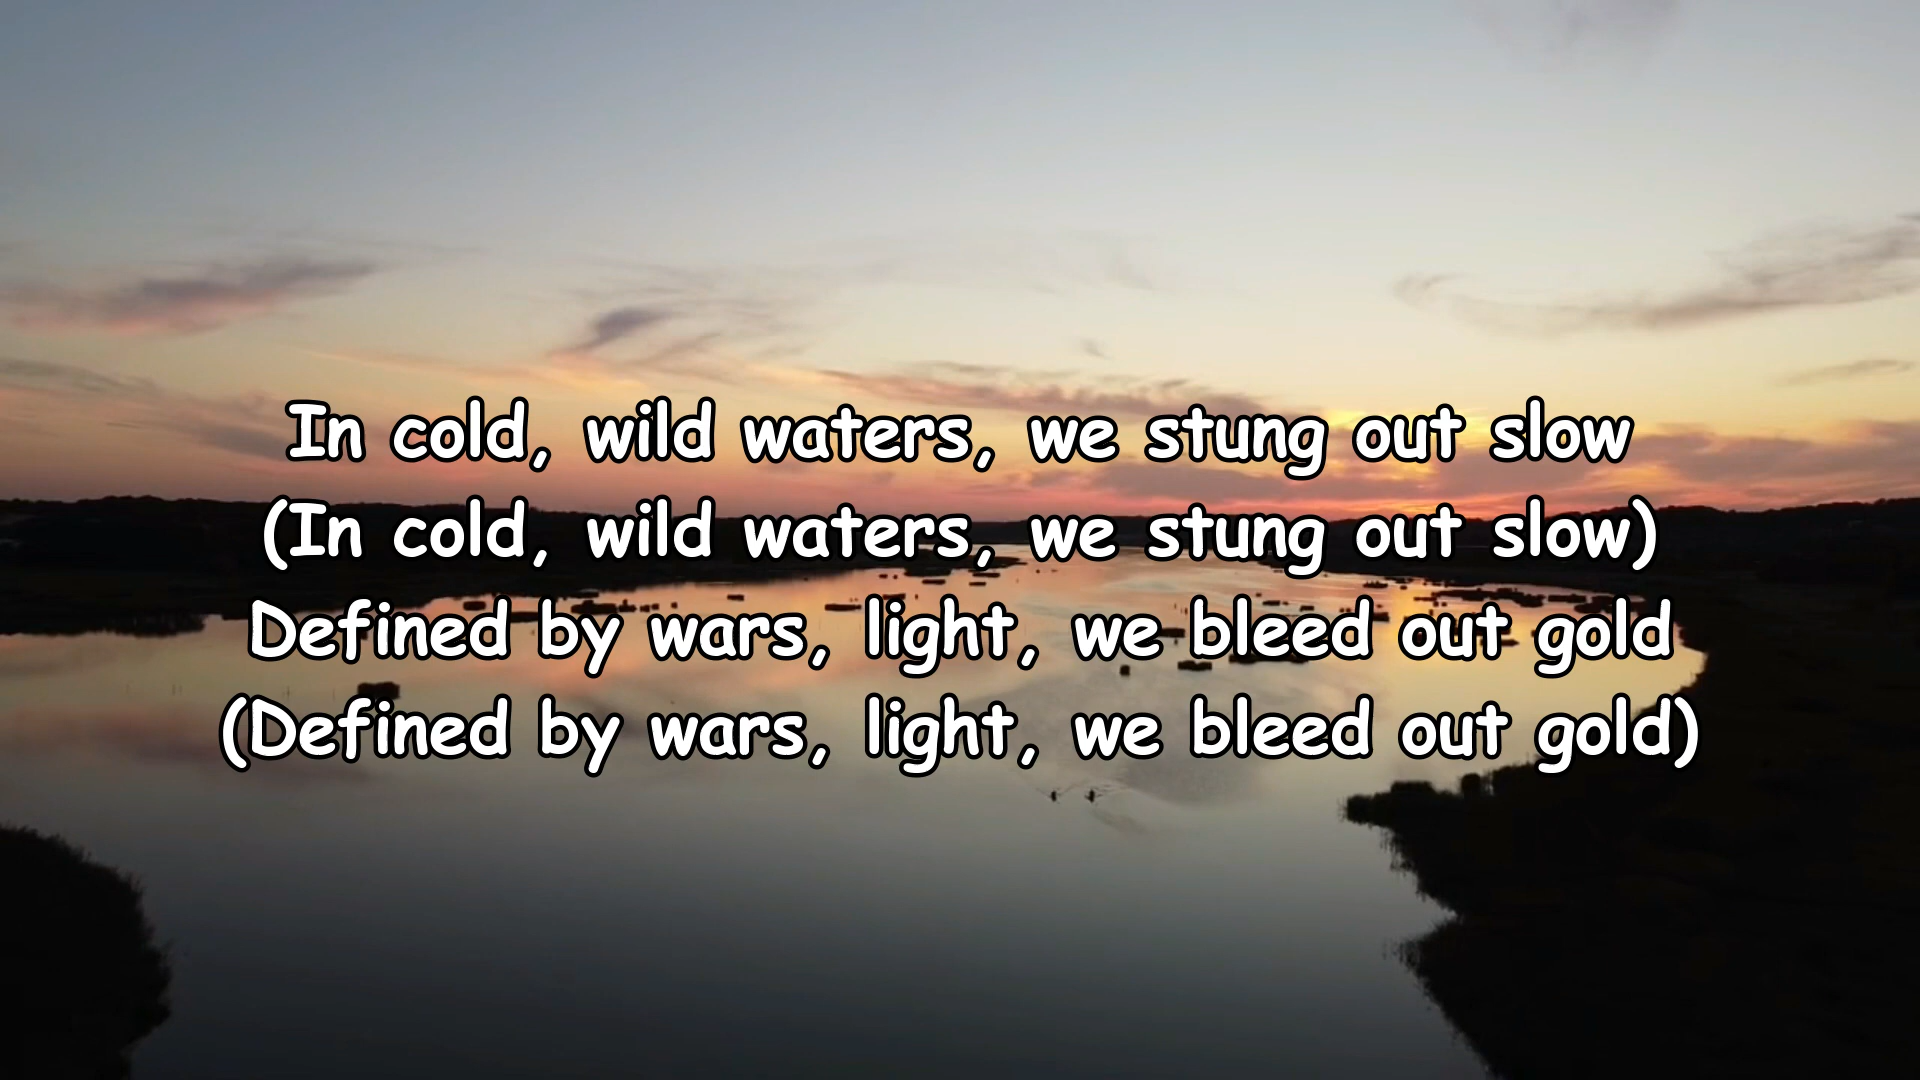 In cold, wild waters, we stung out slow
(In cold, wild waters, we stung out slow)
Defined by wars, light, we bleed out gold
(Defined by wars, light, we bleed out gold)